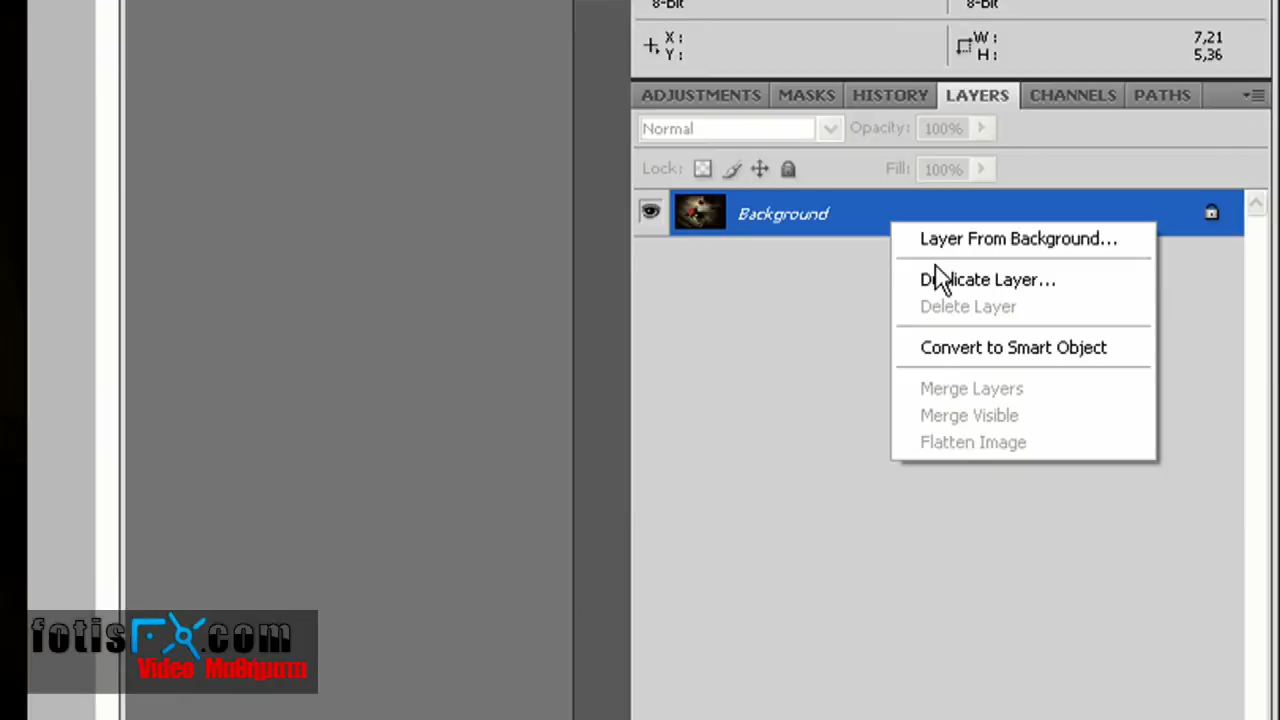 8-bit
8-bit
X :
Y :
W :
H :
7,21
5,36
ADJUSTMENTS
MASKS
HISTORY
LAYERS
CHANNELS
PATHS
Normal
Opacity:
100%
Lock:
Fill:
100%
Background
Layer From Background...
Duplicate Layer...
Delete Layer
Convert to Smart Object
Merge Layers
Merge Visible
Flatten Image
fotisFX.com
Video Μαθήματα